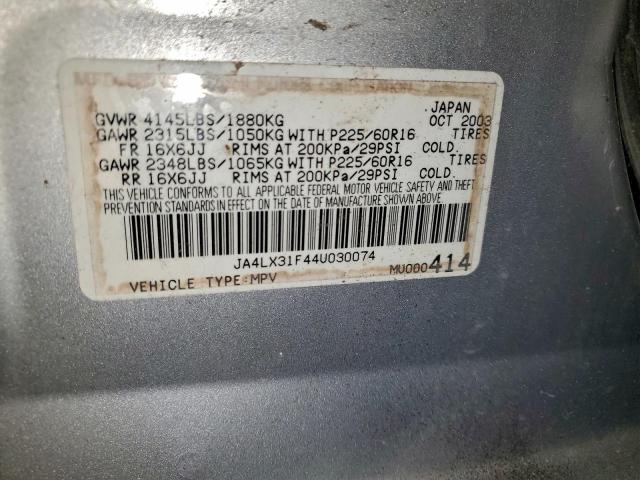 JAPAN
GVWR 4145LBS/1880KG OCT 2003
GAWR 2315LBS/1050KG WITH P225/60R16 TIRES
FR 16X6JJ RIMS AT 200KPa/29PSI COLD.
GAWR 2348LBS/1065KG WITH P225/60R16 TIRES
RR 16X6JJ RIMS AT 200KPa/29PSI COLD.
THIS VEHICLE CONFORMS TO ALL APPLICABLE FEDERAL MOTOR VEHICLE SAFETY AND THEFT
PREVENTION STANDARDS IN EFFECT ON THE DATE OF MANUFACTURE SHOWN ABOVE.
JA4LX31F44U030074
MU000414
VEHICLE TYPE:MPV